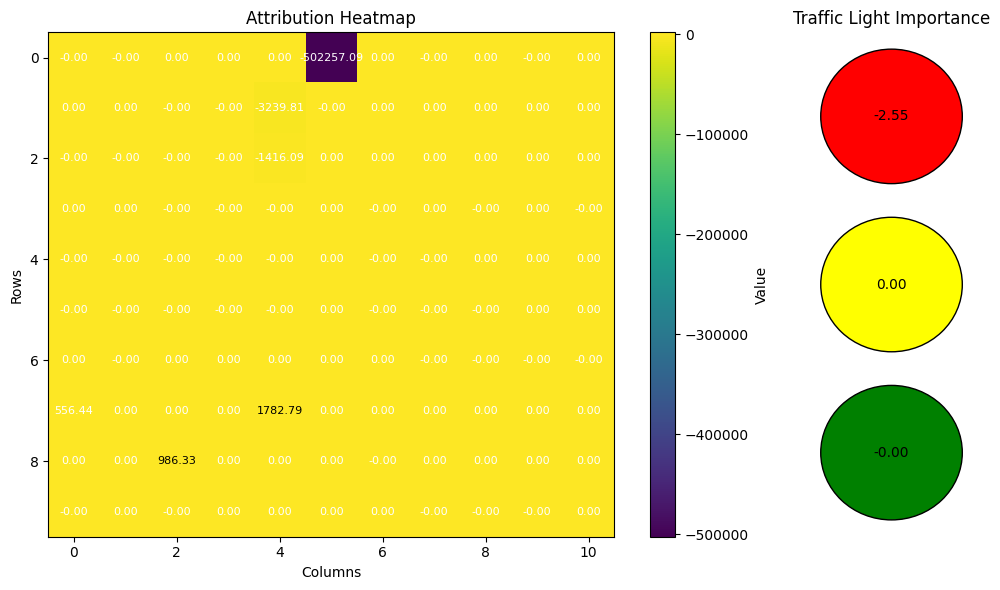 Attribution Heatmap
Traffic Light Importance
0 -0.00 -0.00 0.00 0.00 0.00 -502257.09 0.00 -0.00 0.00 -0.00 0.00
0.00 0.00 -0.00 -0.00 -3239.81 -0.00 0.00 0.00 0.00 0.00 0.00
2 -0.00 -0.00 -0.00 -0.00 -1416.09 0.00 0.00 0.00 0.00 0.00 0.00
0.00 0.00 -0.00 -0.00 -0.00 0.00 -0.00 0.00 -0.00 0.00 -0.00
4 -0.00 -0.00 -0.00 -0.00 -0.00 -0.00 -0.00 -0.00 -0.00 -0.00 -0.00
-0.00 -0.00 -0.00 -0.00 -0.00 0.00 -0.00 -0.00 -0.00 -0.00 -0.00
6 0.00 -0.00 0.00 0.00 -0.00 0.00 0.00 -0.00 -0.00 -0.00 -0.00
556.44 0.00 0.00 0.00 1782.79 0.00 0.00 0.00 0.00 0.00 0.00
8 0.00 0.00 986.33 0.00 0.00 0.00 -0.00 0.00 0.00 0.00 0.00
-0.00 0.00 -0.00 0.00 0.00 0.00 0.00 -0.00 -0.00 -0.00 0.00
0 2 4 6 8 10
Rows
Columns
0
−100000
−200000
−300000
−400000
−500000
Value
-2.55
0.00
-0.00